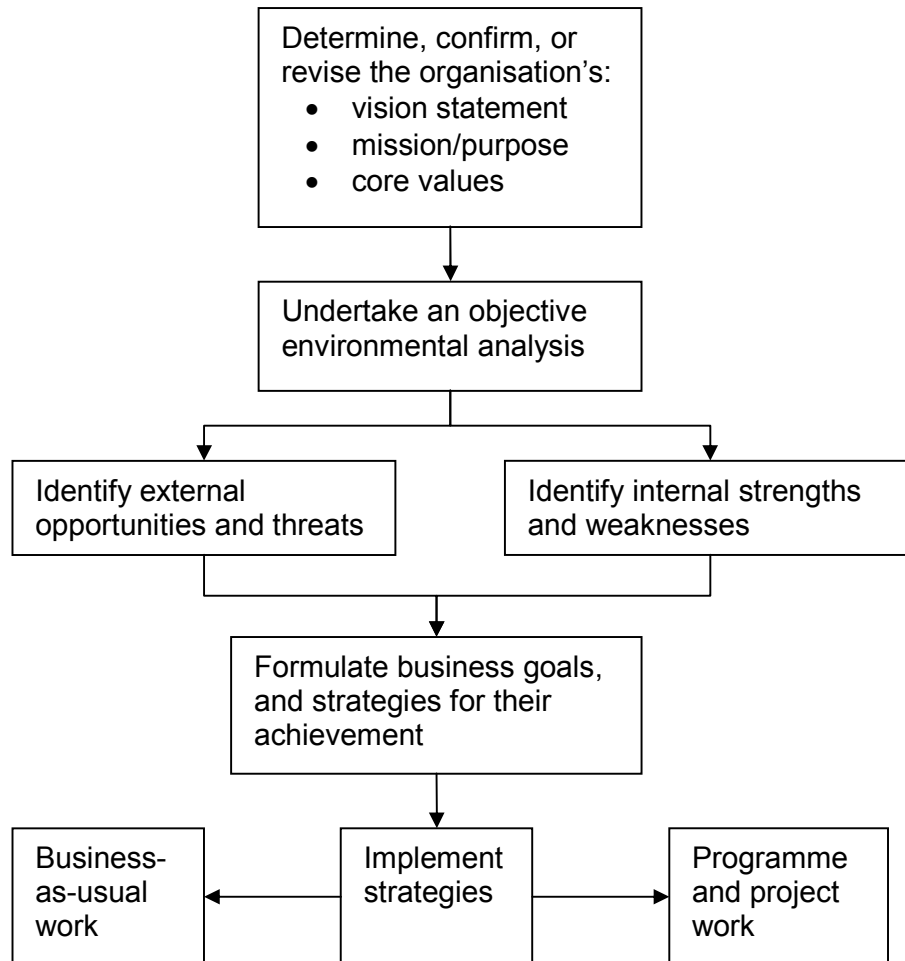 Determine, confirm, or
revise the organisation’s:
• vision statement
• mission/purpose
• core values
Undertake an objective
environmental analysis
Identify external
opportunities and threats
Identify internal strengths
and weaknesses
Formulate business goals,
and strategies for their
achievement
Business-
as-usual
work
Implement
strategies
Programme
and project
work